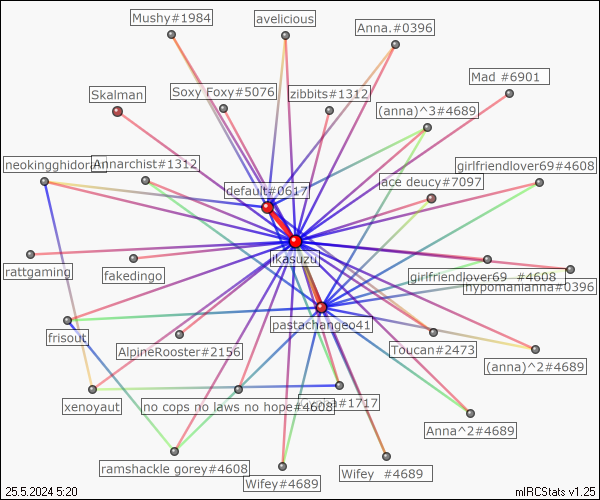 Mushy#1984
avelicious
Anna.#0396
Mad #6901
Skalman
Soxy Foxy#5076
zibbits#1312
(anna)^3#4689
neokingghidorah
Annarchist#1312
girlfriendlover69#4608
default#0617
ace deucy#7097
ikasuzu
rattgaming
fakedingo
girlfriendlover69 #4608
hypomanianna#0396
pastachangeo41
frisout
AlpineRooster#2156
Toucan#2473
(anna)^2#4689
xenoyaut
no cops no laws no hope#4608
#1717
Anna^2#4689
ramshackle gorey#4608
Wifey#4689
Wifey #4689
25.5.2024 5:20
mIRCStats v1.25